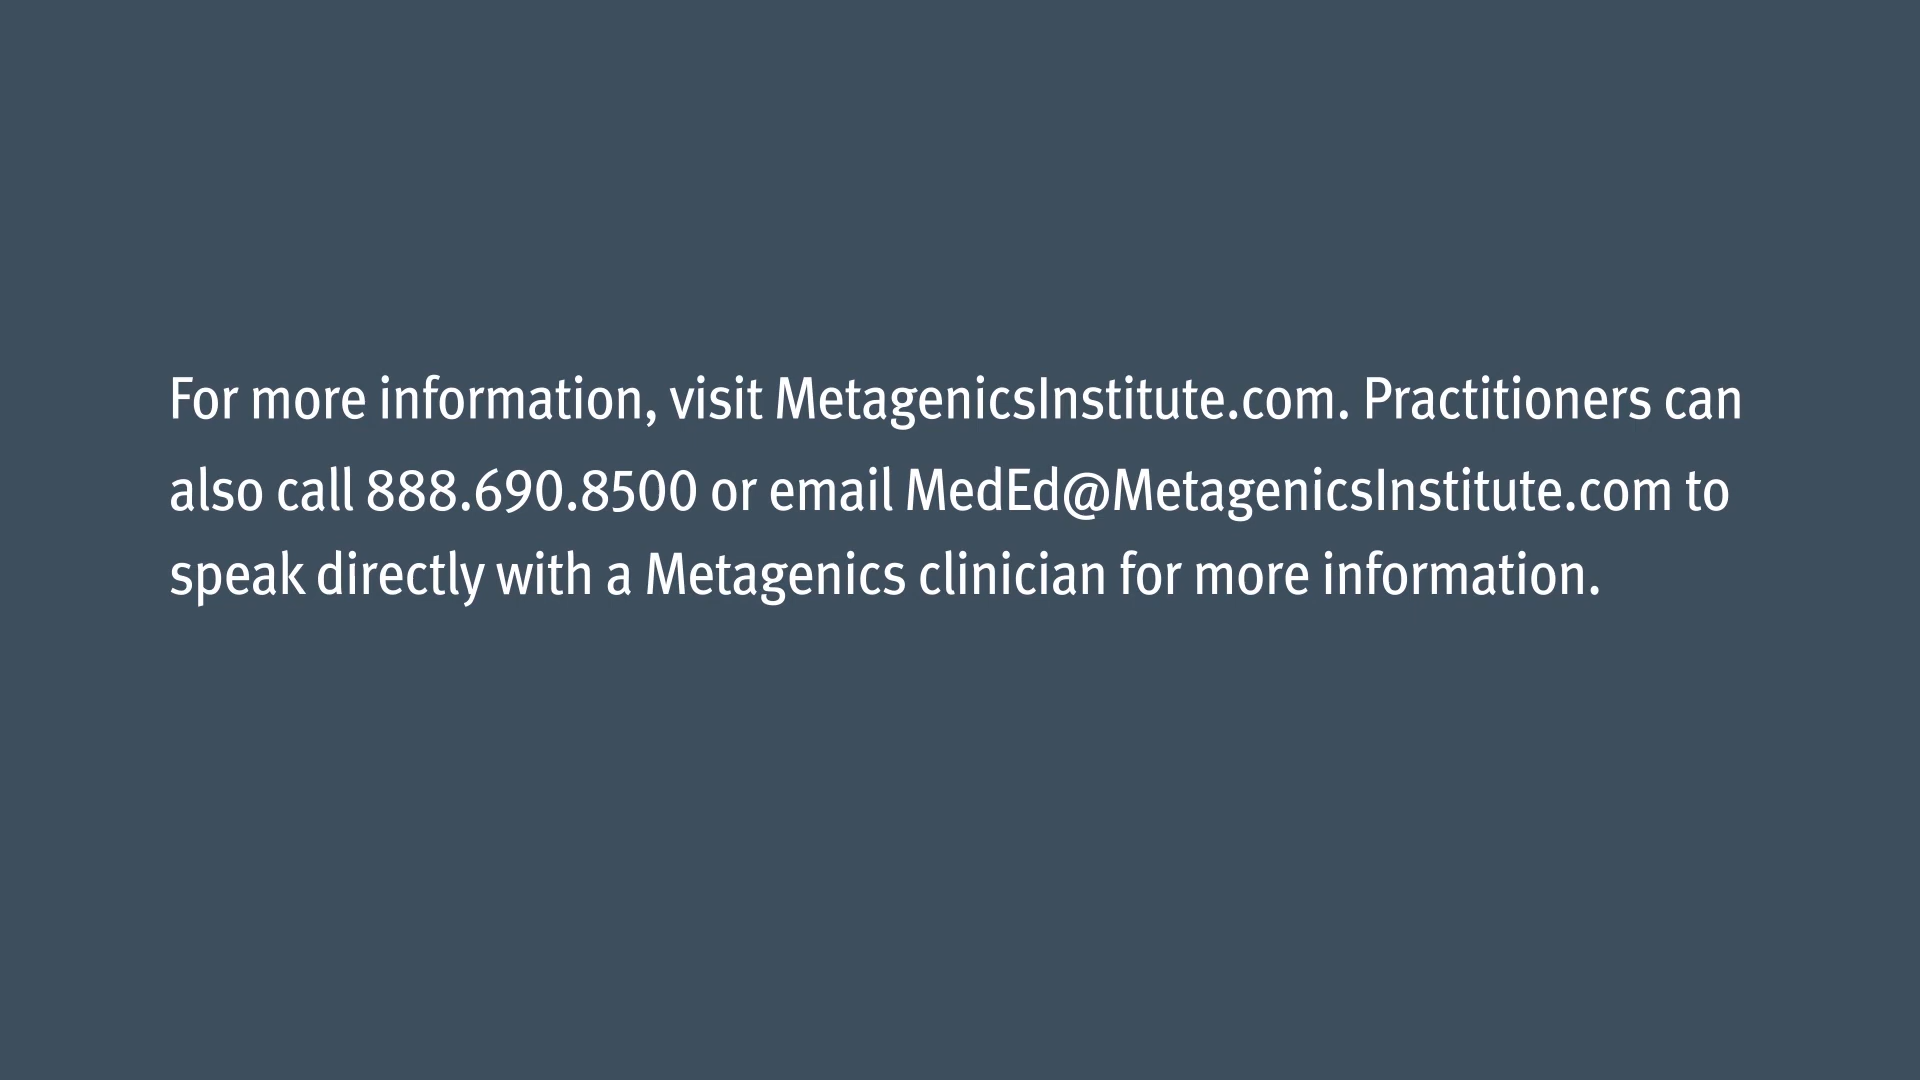 For more information, visit MetagenicsInstitute.com. Practitioners can
also call 888.690.8500 or email MedEd@MetagenicsInstitute.com to
speak directly with a Metagenics clinician for more information.